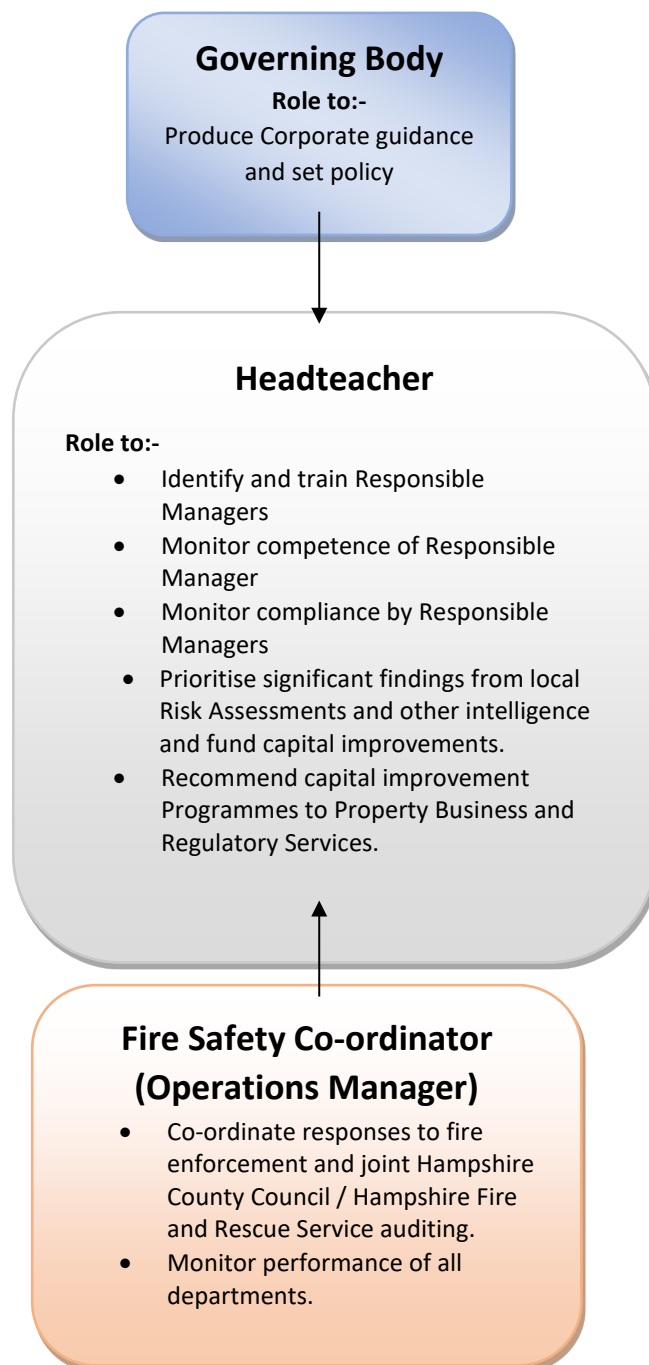 Governing Body
Role to:-
Produce Corporate guidance
and set policy
Headteacher
Role to:-
• Identify and train Responsible
Managers
• Monitor competence of Responsible
Manager
• Monitor compliance by Responsible
Managers
• Prioritise significant findings from local
Risk Assessments and other intelligence
and fund capital improvements.
• Recommend capital improvement
Programmes to Property Business and
Regulatory Services.
Fire Safety Co-ordinator
(Operations Manager)
• Co-ordinate responses to fire
enforcement and joint Hampshire
County Council / Hampshire Fire
and Rescue Service auditing.
• Monitor performance of all
departments.